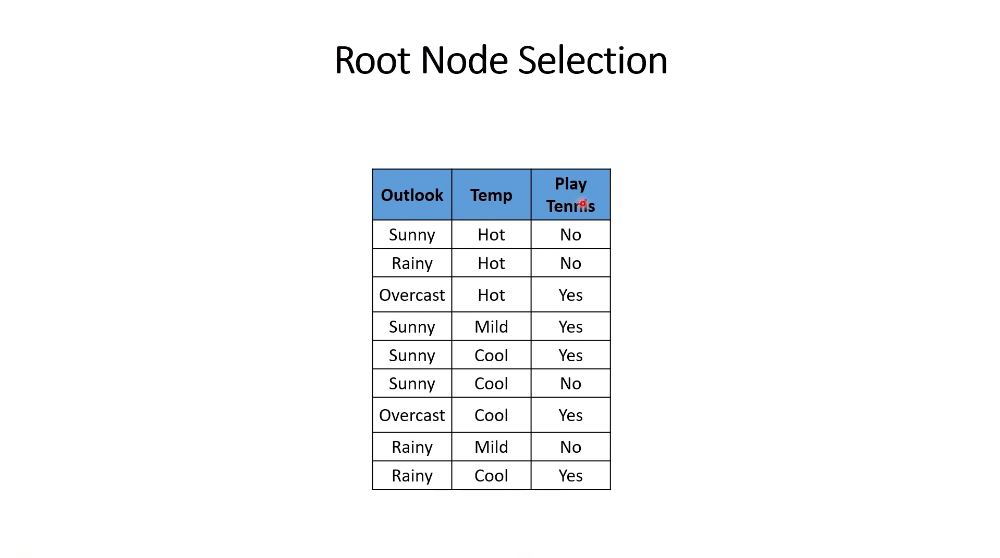 Root Node Selection
Outlook Temp Play Tennis
Sunny Hot No
Rainy Hot No
Overcast Hot Yes
Sunny Mild Yes
Sunny Cool Yes
Sunny Cool No
Overcast Cool Yes
Rainy Mild No
Rainy Cool Yes